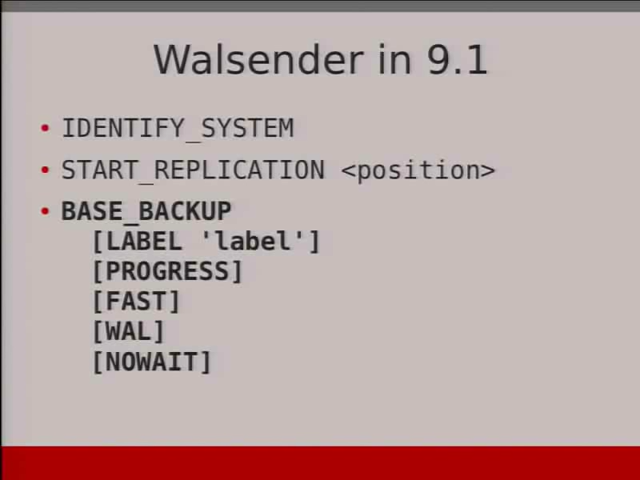 Walsender in 9.1
• IDENTIFY_SYSTEM
• START_REPLICATION <position>
• BASE_BACKUP
[LABEL 'label']
[PROGRESS]
[FAST]
[WAL]
[NOWAIT]